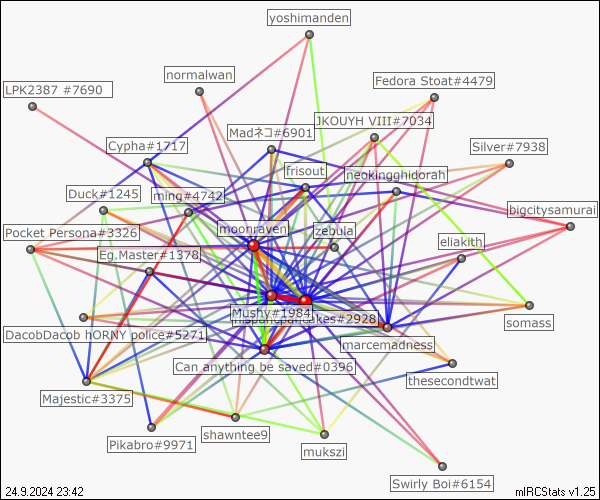 yoshimanden
normalwan
Fedora Stoat#4479
LPK2387 #7690
JKOUYH VIII#7034
Madネコ#6901
Cypha#1717
Silver#7938
frisout
neokingghidorah
Duck#1245
ming#4742
bigcitysamurai
moonraven
zebula
Pocket Persona#3326
eliakith
Eg.Master#1378
Mushy#1984
#2928
somass
DacobDacob HORNY police#5271
marcemadness
Can anything be saved#0396
thesecondtwat
Majestic#3375
shawntee9
Pikabro#9971
mukszi
Swirly Boi#6154
24.9.2024 23:42
mIRCStats v1.25